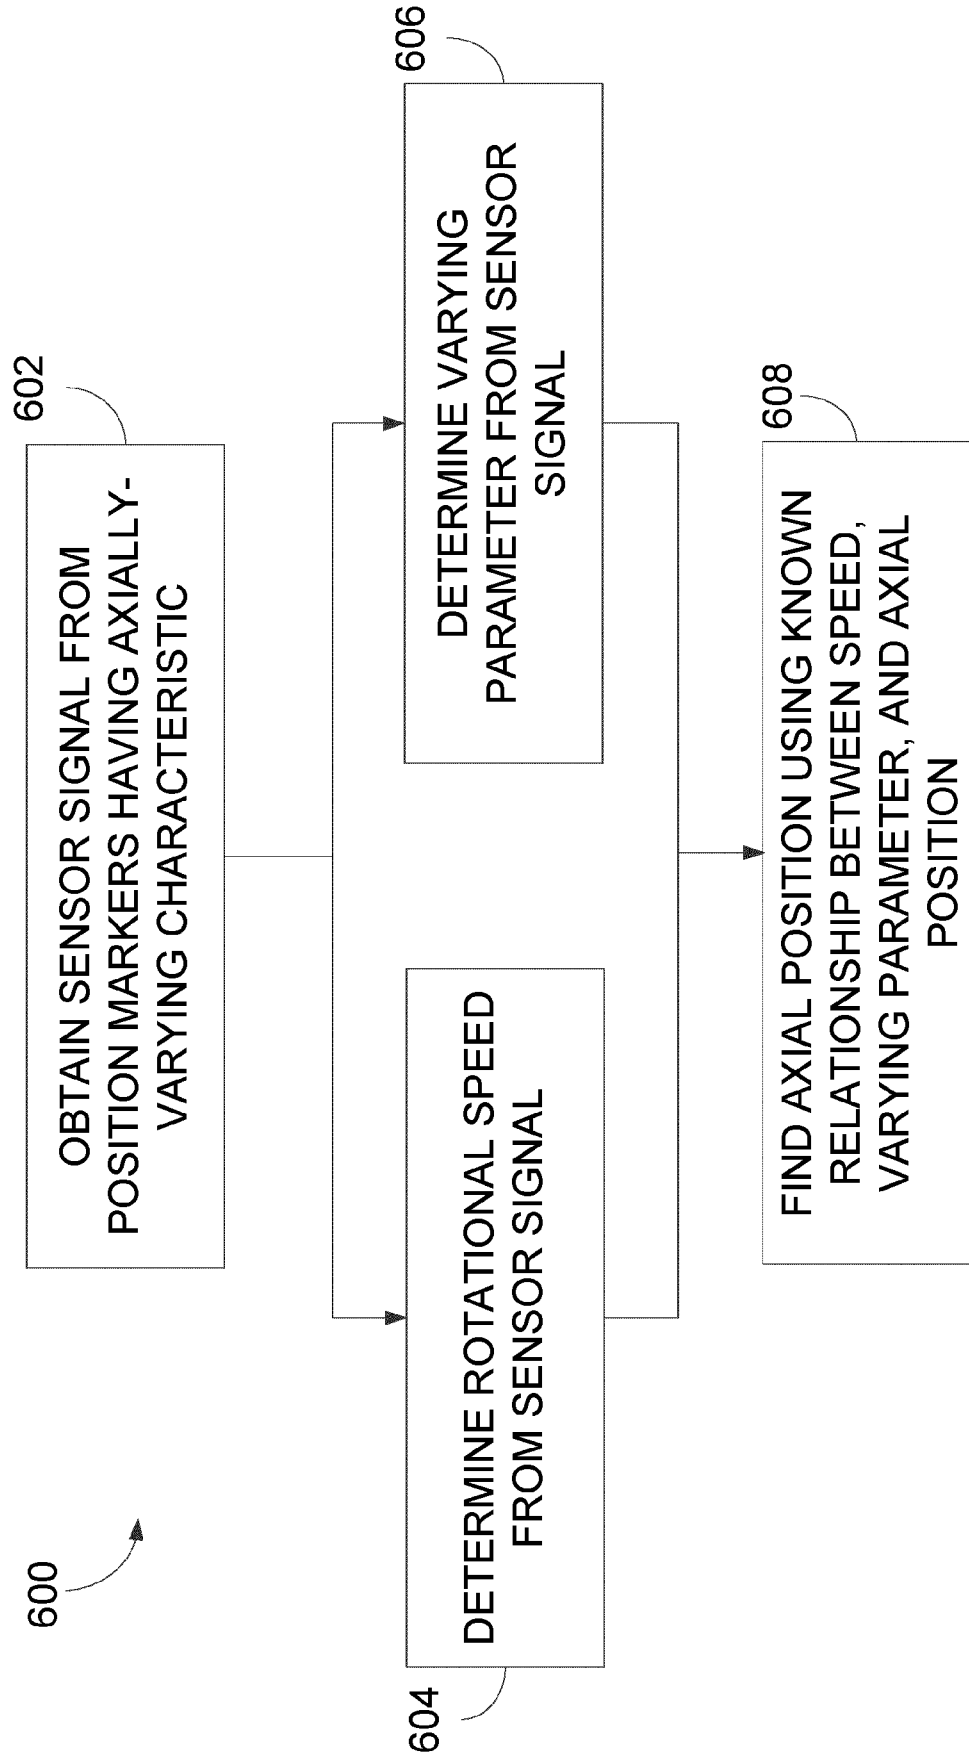 600
602
OBTAIN SENSOR SIGNAL FROM
POSITION MARKERS HAVING AXIALLY-
VARYING CHARACTERISTIC
604
DETERMINE ROTATIONAL SPEED
FROM SENSOR SIGNAL
606
DETERMINE VARYING
PARAMETER FROM SENSOR
SIGNAL
608
FIND AXIAL POSITION USING KNOWN
RELATIONSHIP BETWEEN SPEED,
VARYING PARAMETER, AND AXIAL
POSITION